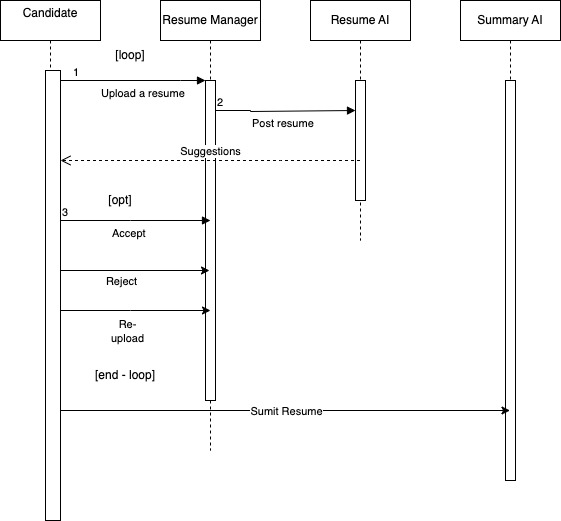 Candidate
Resume Manager
Resume AI
Summary AI
[loop]
1
Upload a resume
2
Post resume
Suggestions
[opt]
3
Accept
Reject
Re-
upload
[end - loop]
Sumit Resume